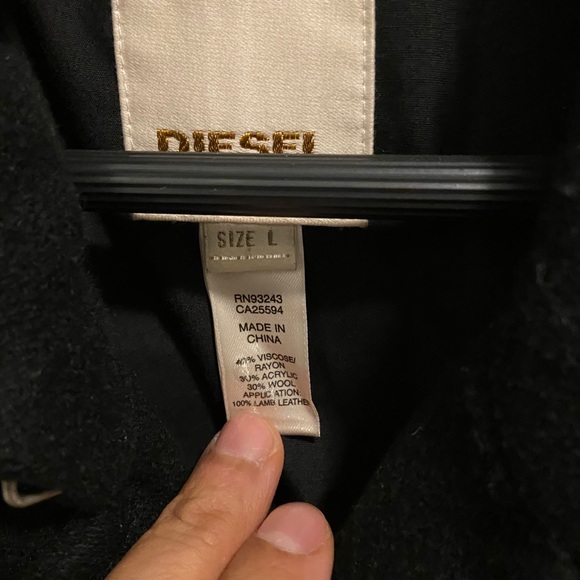 DIESEL
SIZE L
RN93243
CA25594
MADE IN
CHINA
40% VISCOSE/
RAYON
30% ACRYLIC
30% WOOL
APPLICATION:
100% LAMB LEATHER